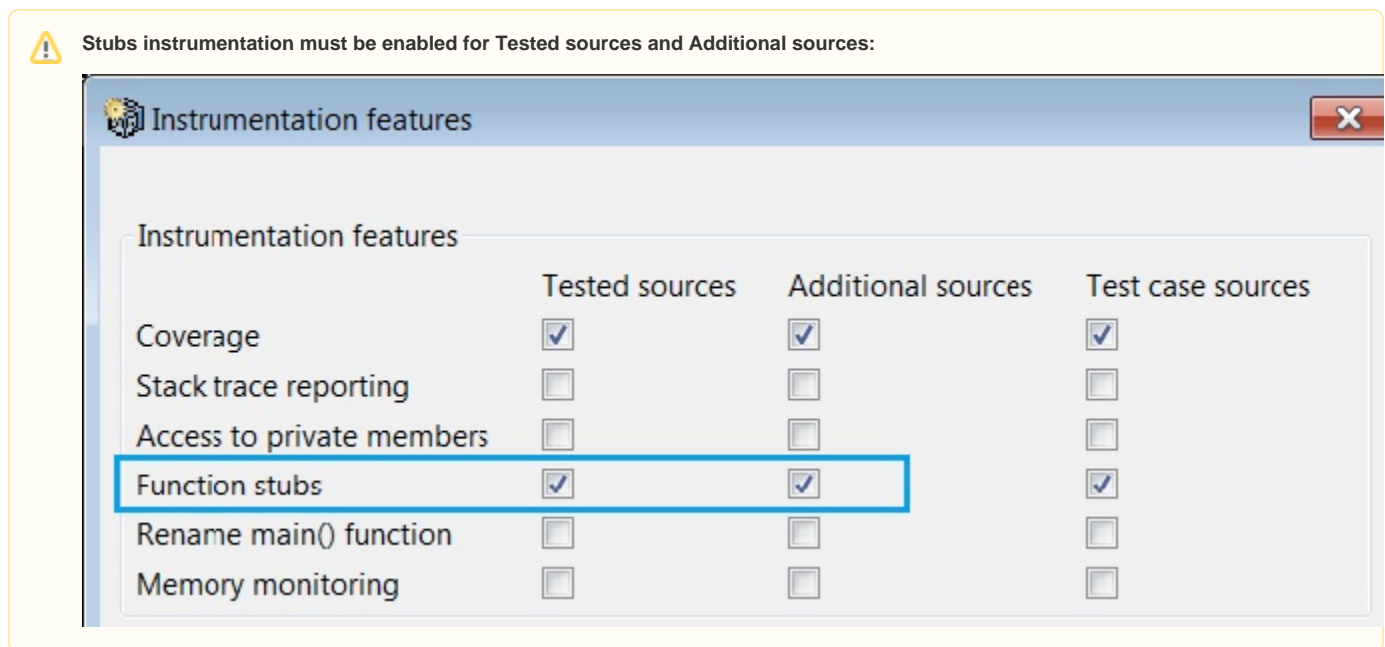 Stubs instrumentation must be enabled for Tested sources and Additional sources:
Instrumentation features
Instrumentation features
Tested sources Additional sources Test case sources
Coverage
Stack trace reporting
Access to private members
Function stubs
Rename main() function
Memory monitoring